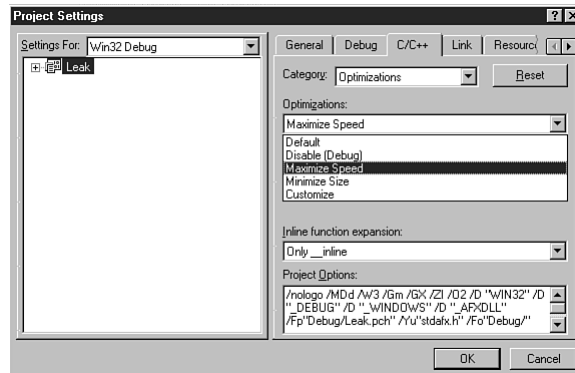 Project Settings
Settings For: Win32 Debug
Leak
General Debug C/C++ Link Resourc
Category: Optimizations Reset
Optimizations:
Maximize Speed
Default
Disable (Debug)
Maximize Speed
Minimize Size
Customize
Inline function expansion:
Only __inline
Project Options:
/nologo /MDd /W3 /Gm /GX /ZI /O2 /D "WIN32" /D
"_DEBUG" /D "_WINDOWS" /D "_AFXDLL"
/Fp"Debug/Leak.pch" /Yu"stdafx.h" /Fo"Debug/"
OK Cancel